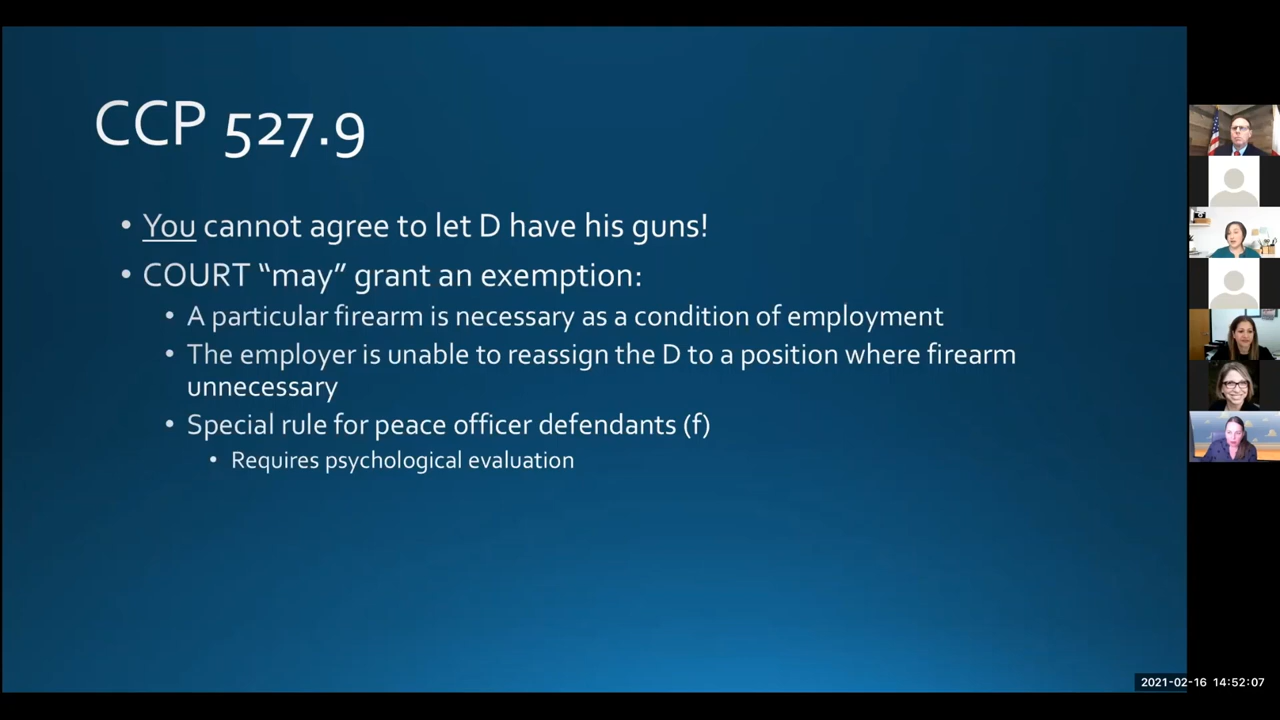 CCP 527.9
• You cannot agree to let D have his guns!
• COURT “may” grant an exemption:
• A particular firearm is necessary as a condition of employment
• The employer is unable to reassign the D to a position where firearm
unnecessary
• Special rule for peace officer defendants (f)
• Requires psychological evaluation
2021-02-16 14:52:07